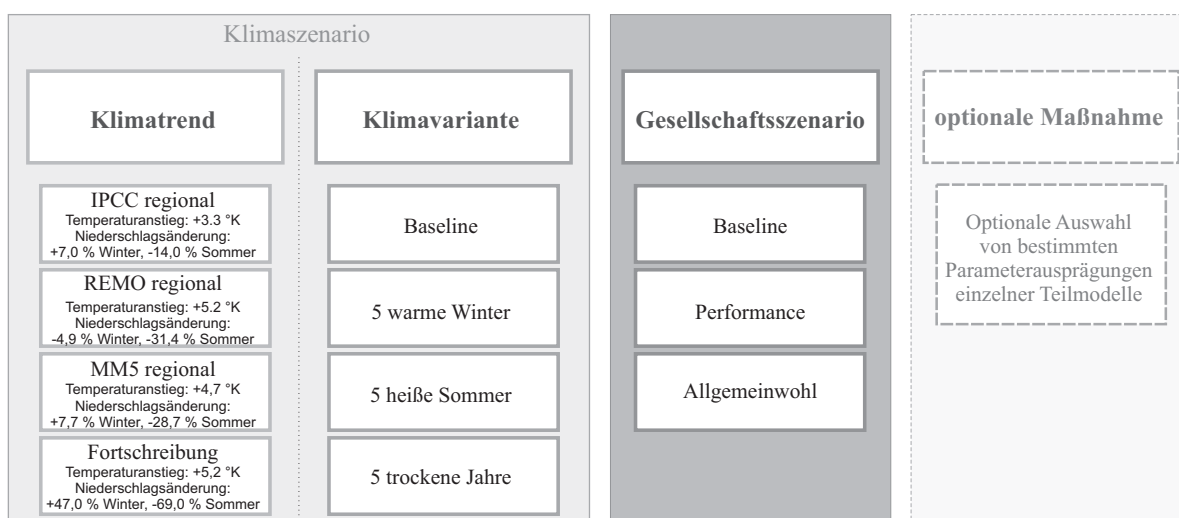 Klimaszenario
Klimatrend
IPCC regional
Temperaturanstieg: +3.3 °K
Niederschlagsänderung:
+7,0 % Winter, -14,0 % Sommer
REMO regional
Temperaturanstieg: +5.2 °K
Niederschlagsänderung:
-4,9 % Winter, -31,4 % Sommer
MM5 regional
Temperaturanstieg: +4,7 °K
Niederschlagsänderung:
+7,7 % Winter, -28,7 % Sommer
Fortschreibung
Temperaturanstieg: +5,2 °K
Niederschlagsänderung:
+47,0 % Winter, -69,0 % Sommer
Klimavariante
Baseline
5 warme Winter
5 heiße Sommer
5 trockene Jahre
Gesellschaftsszenario
Baseline
Performance
Allgemeinwohl
optionale Maßnahme
Optionale Auswahl
von bestimmten
Parameterausprägungen
einzelner Teilmodelle